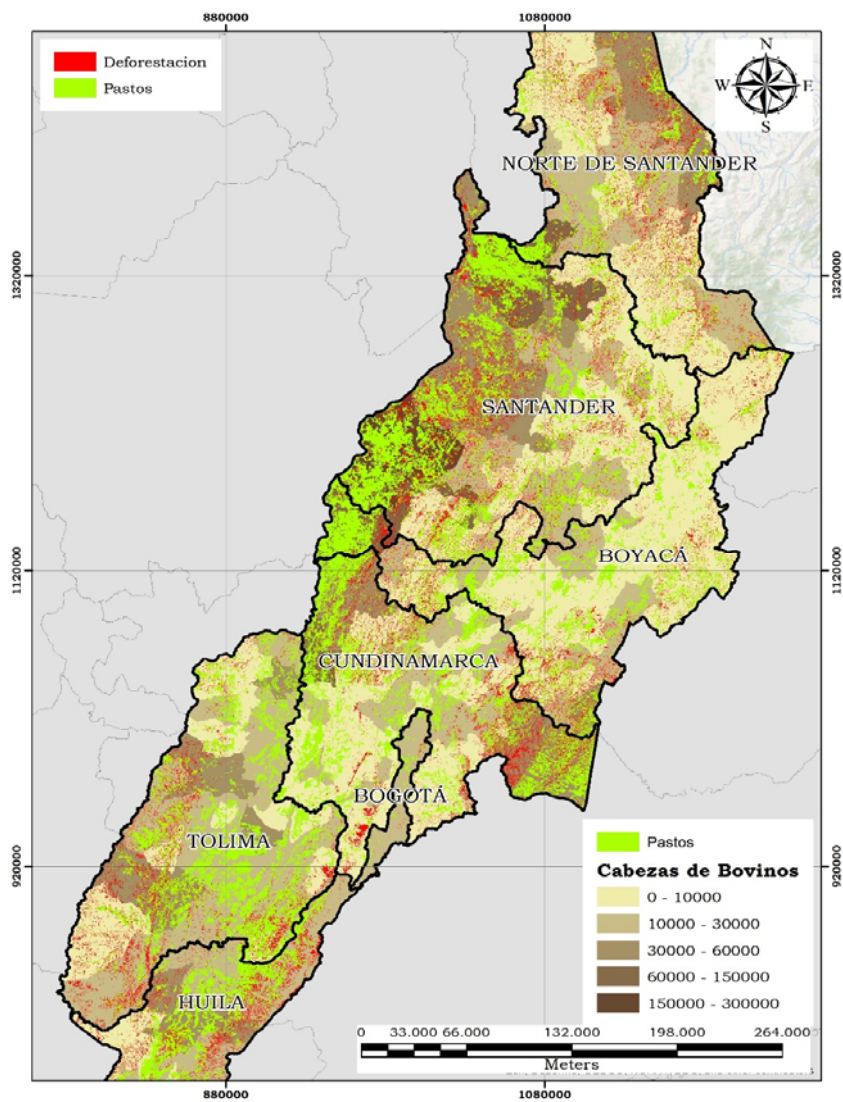 880000
1080000
Deforestacion
Pastos
N
W E
S
NORTE DE SANTANDER
1320000
1320000
SANTANDER
BOYACÁ
1120000
1120000
CUNDINAMARCA
BOGOTÁ
TOLIMA
920000
920000
HUILA
Pastos
Cabezas de Bovinos
0 - 10000
10000 - 30000
30000 - 60000
60000 - 150000
150000 - 300000
0 33.000 66.000 132.000 198.000 264.000
Meters
880000
1080000